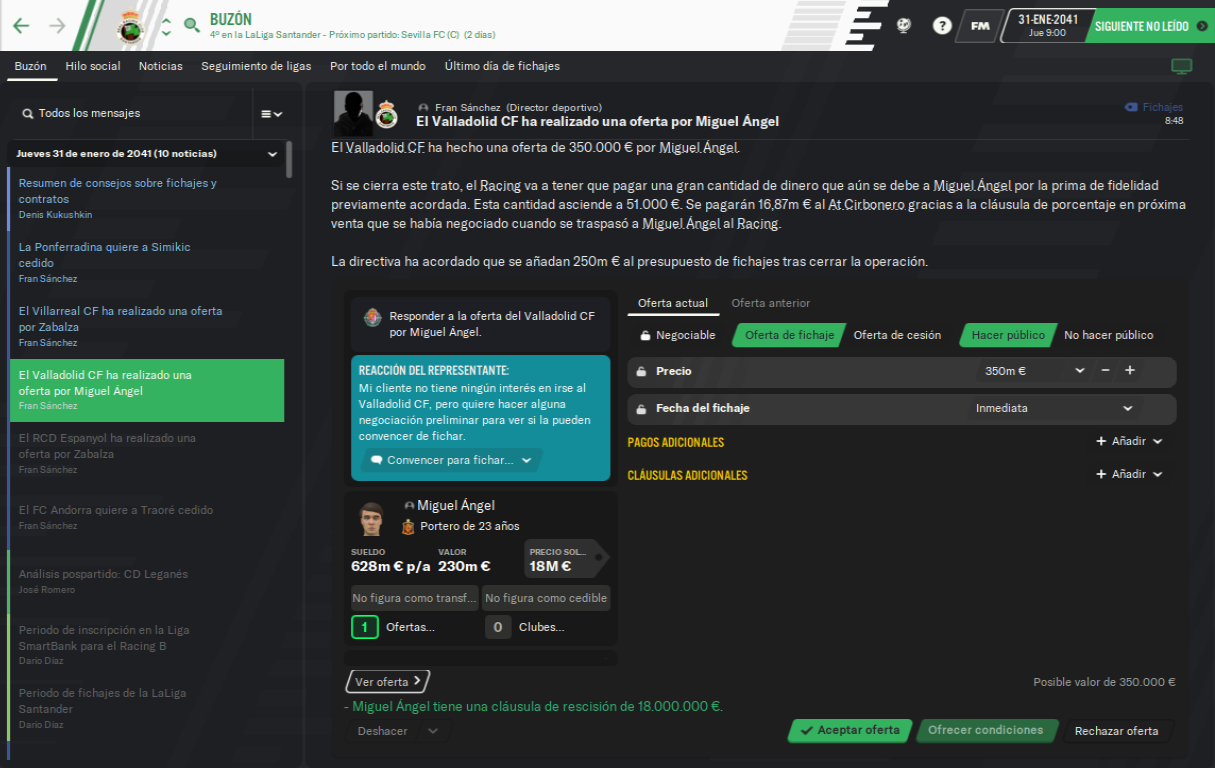 BUZÓN
4º en la LaLiga Santander - Próximo partido: Sevilla FC (C) (2 días)
?
FM
31-ENE-2041
Jue 9:00
SIGUIENTE NO LEÍDO
Buzón
Hilo social
Noticias
Seguimiento de ligas
Por todo el mundo
Último día de fichajes
Todos los mensajes
Jueves 31 de enero de 2041 (10 noticias)
Resumen de consejos sobre fichajes y
contratos
Denis Kukushkin
La Ponferradina quiere a Simikic
cedido
Fran Sánchez
El Villarreal CF ha realizado una oferta
por Zabalza
Fran Sánchez
El Valladolid CF ha realizado una
oferta por Miguel Ángel
Fran Sánchez
El RCD Espanyol ha realizado una
oferta por Zabalza
Fran Sánchez
El FC Andorra quiere a Traoré cedido
Fran Sánchez
Análisis pospartido: CD Leganés
José Romero
Periodo de inscripción en la Liga
SmartBank para el Racing B
Darío Díaz
Periodo de fichajes de la LaLiga
Santander
Darío Díaz
Fran Sánchez (Director deportivo)
El Valladolid CF ha realizado una oferta por Miguel Ángel
Fichajes
8:48
El Valladolid CF ha hecho una oferta de 350.000 € por Miguel Ángel.
Si se cierra este trato, el Racing va a tener que pagar una gran cantidad de dinero que aún se debe a Miguel Ángel por la prima de fidelidad
previamente acordada. Esta cantidad asciende a 51.000 €. Se pagarán 16,87m € al At Cirbonero gracias a la cláusula de porcentaje en próxima
venta que se había negociado cuando se traspasó a Miguel Ángel al Racing.
La directiva ha acordado que se añadan 250m € al presupuesto de fichajes tras cerrar la operación.
Responder a la oferta del Valladolid CF
por Miguel Ángel.
REACCIÓN DEL REPRESENTANTE:
Mi cliente no tiene ningún interés en irse al
Valladolid CF, pero quiere hacer alguna
negociación preliminar para ver si la pueden
convencer de fichar.
Convencer para fichar...
Miguel Ángel
Portero de 23 años
SUELDO
628m € p/a
VALOR
230m €
PRECIO SOL...
18M €
No figura como transf...
No figura como cedible
1
Ofertas...
0
Clubes...
Oferta actual
Oferta anterior
Negociable
Oferta de fichaje
Oferta de cesión
Hacer público
No hacer público
Precio
350m €
− +
Fecha del fichaje
Inmediata
PAGOS ADICIONALES
+ Añadir
CLÁUSULAS ADICIONALES
+ Añadir
Ver oferta
Posible valor de 350.000 €
- Miguel Ángel tiene una cláusula de rescisión de 18.000.000 €.
Deshacer
Aceptar oferta
Ofrecer condiciones
Rechazar oferta